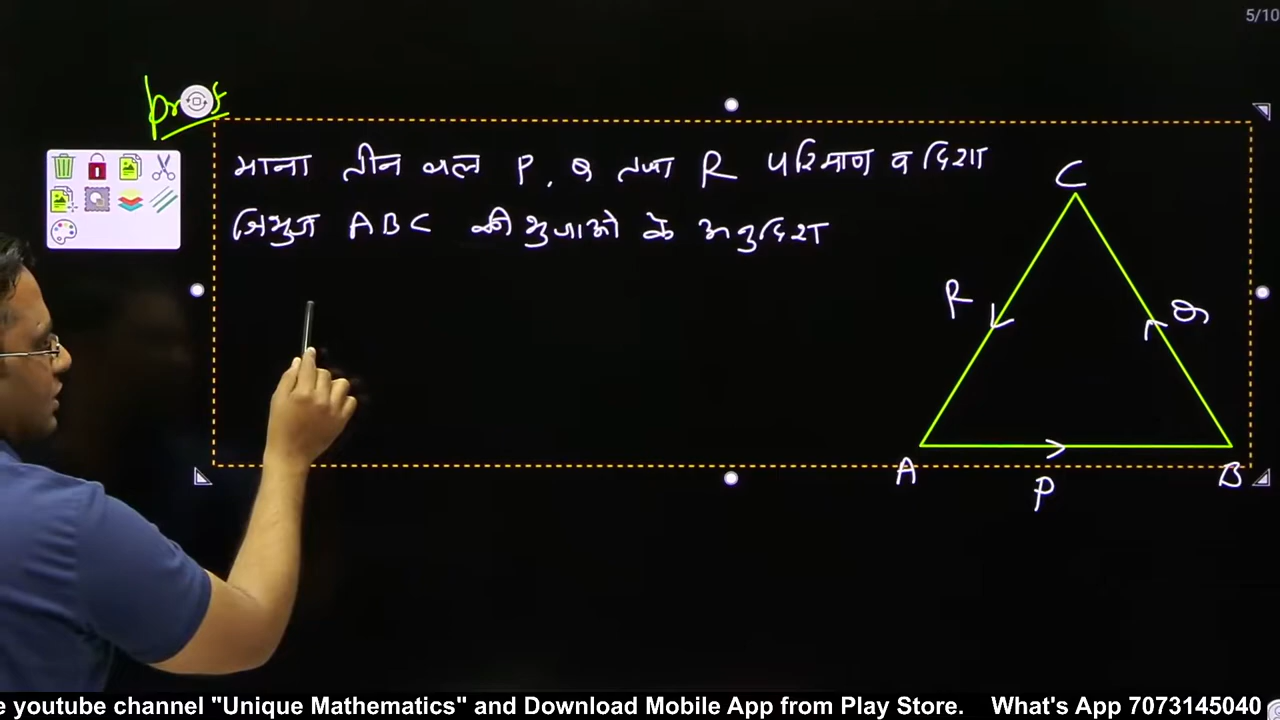 5/10
proof
माना तीन बल P, Q तथा R परिमाण व दिशा
त्रिभुज ABC की भुजाओ के अनुदिश
C
R
Q
A
B
P
e youtube channel "Unique Mathematics" and Download Mobile App from Play Store. What's App 7073145040